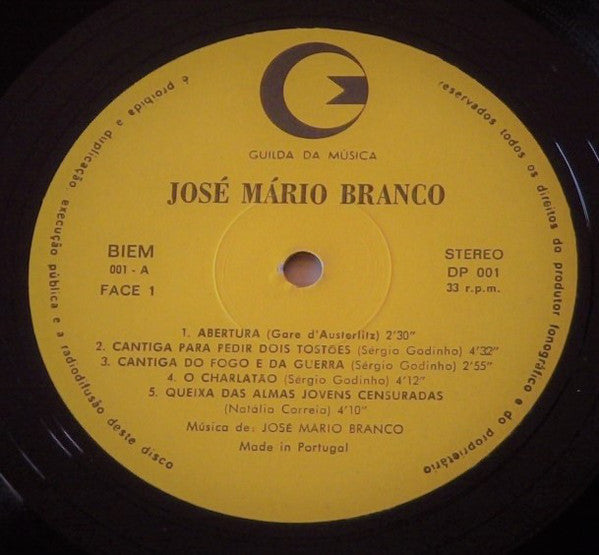 GUILDA DA MÚSICA
JOSÉ MÁRIO BRANCO
BIEM
001 - A
FACE 1
STEREO
DP 001
33 r.p.m.
1. ABERTURA (Gare d'Austerlitz) 2'30"
2. CANTIGA PARA PEDIR DOIS TOSTÕES (Sérgio Godinho) 4'32"
3. CANTIGA DO FOGO E DA GUERRA (Sérgio Godinho) 2'55"
4. O CHARLATÃO (Sérgio Godinho) 4'12"
5. QUEIXA DAS ALMAS JOVENS CENSURADAS
(Natália Correia) 4'10"
Música de: JOSÉ MÁRIO BRANCO
Made in Portugal
reservados todos os direitos do produtor fonográfico e do proprietário
é proibida a duplicação, execução pública e a radiodifusão deste disco